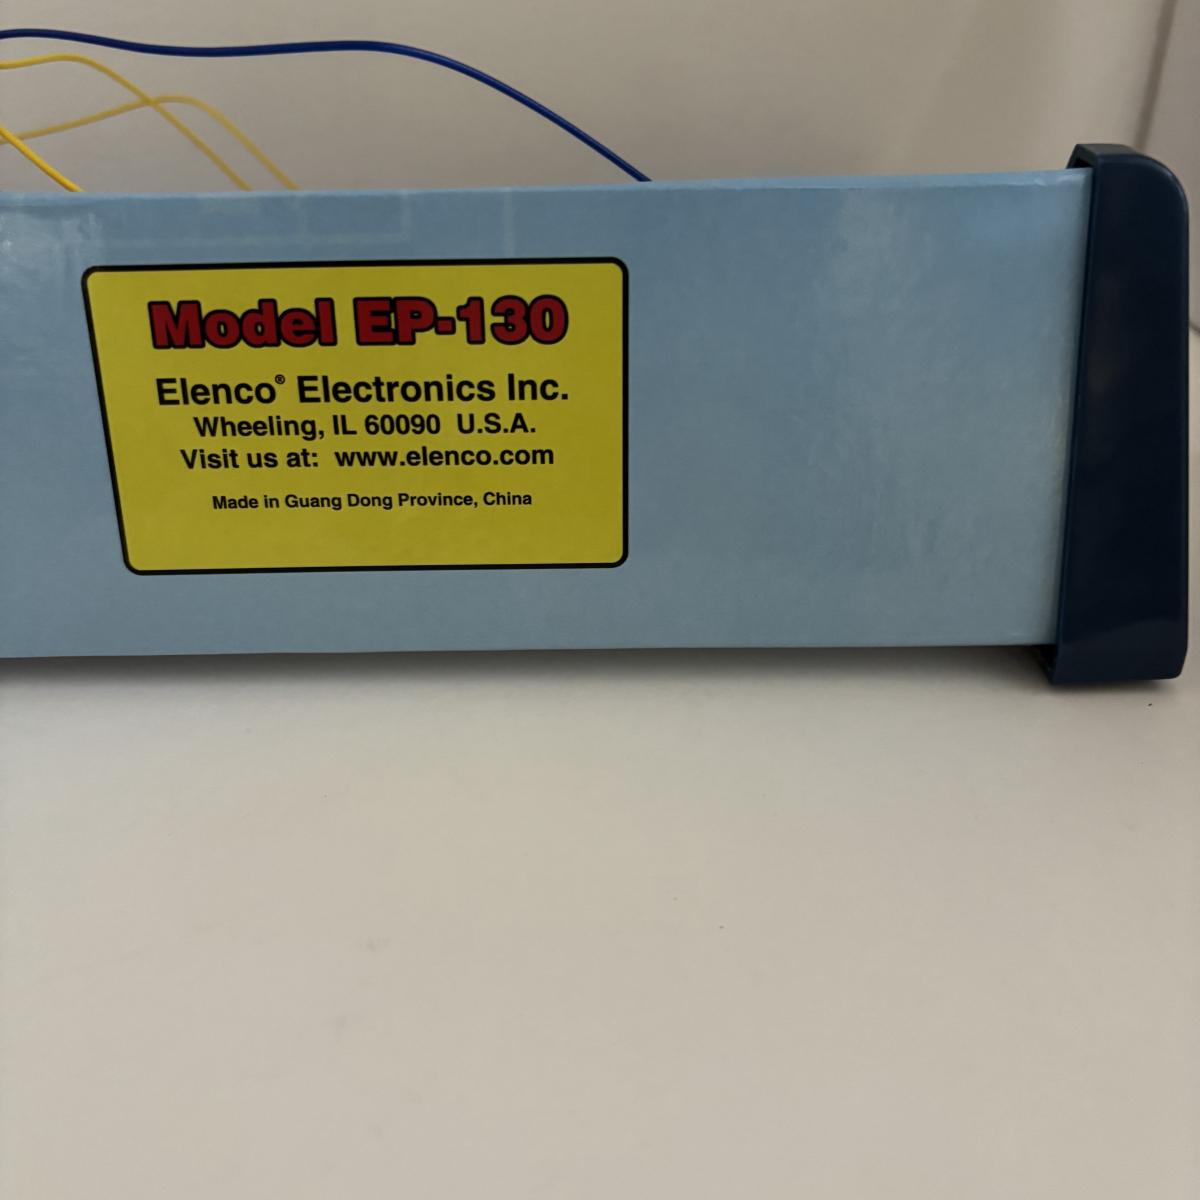 Model EP-130
Elenco® Electronics Inc.
Wheeling, IL 60090 U.S.A.
Visit us at: www.elenco.com
Made in Guang Dong Province, China